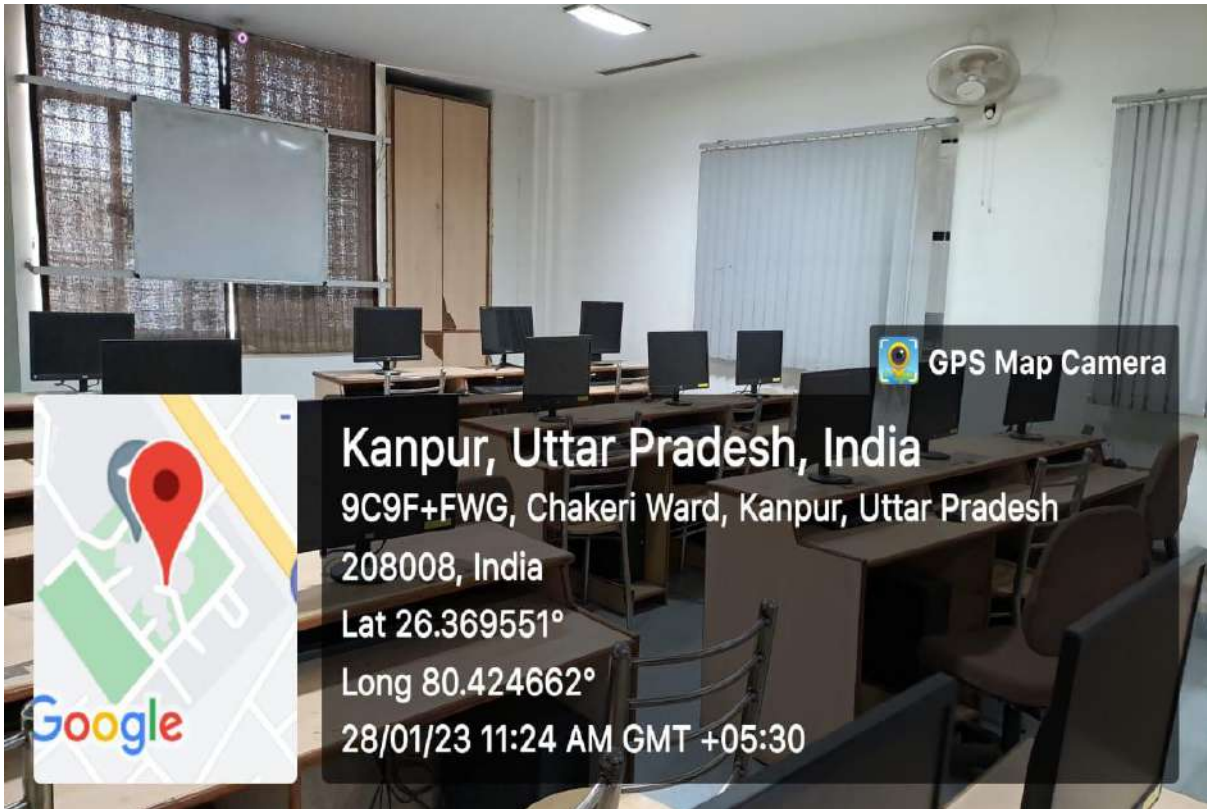 GPS Map Camera
Kanpur, Uttar Pradesh, India
9C9F+FWG, Chakeri Ward, Kanpur, Uttar Pradesh
208008, India
Lat 26.369551°
Long 80.424662°
28/01/23 11:24 AM GMT +05:30
Google